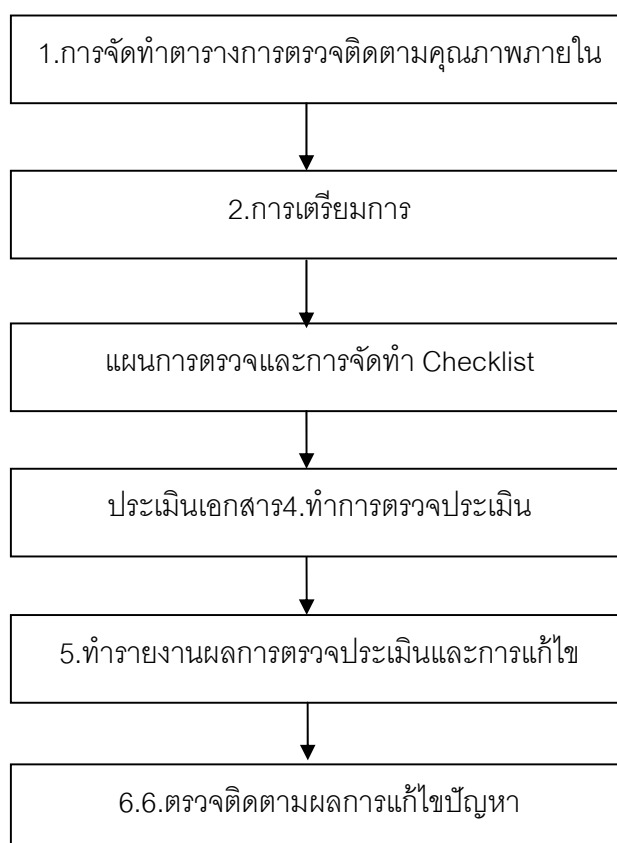 1.การจัดทำตารางการตรวจติดตามคุณภาพภายใน
2.การเตรียมการ
แผนการตรวจและการจัดทำ Checklist
ประเมินเอกสาร4.ทำการตรวจประเมิน
5.ทำรายงานผลการตรวจประเมินและการแก้ไข
6.6.ตรวจติดตามผลการแก้ไขปัญหา